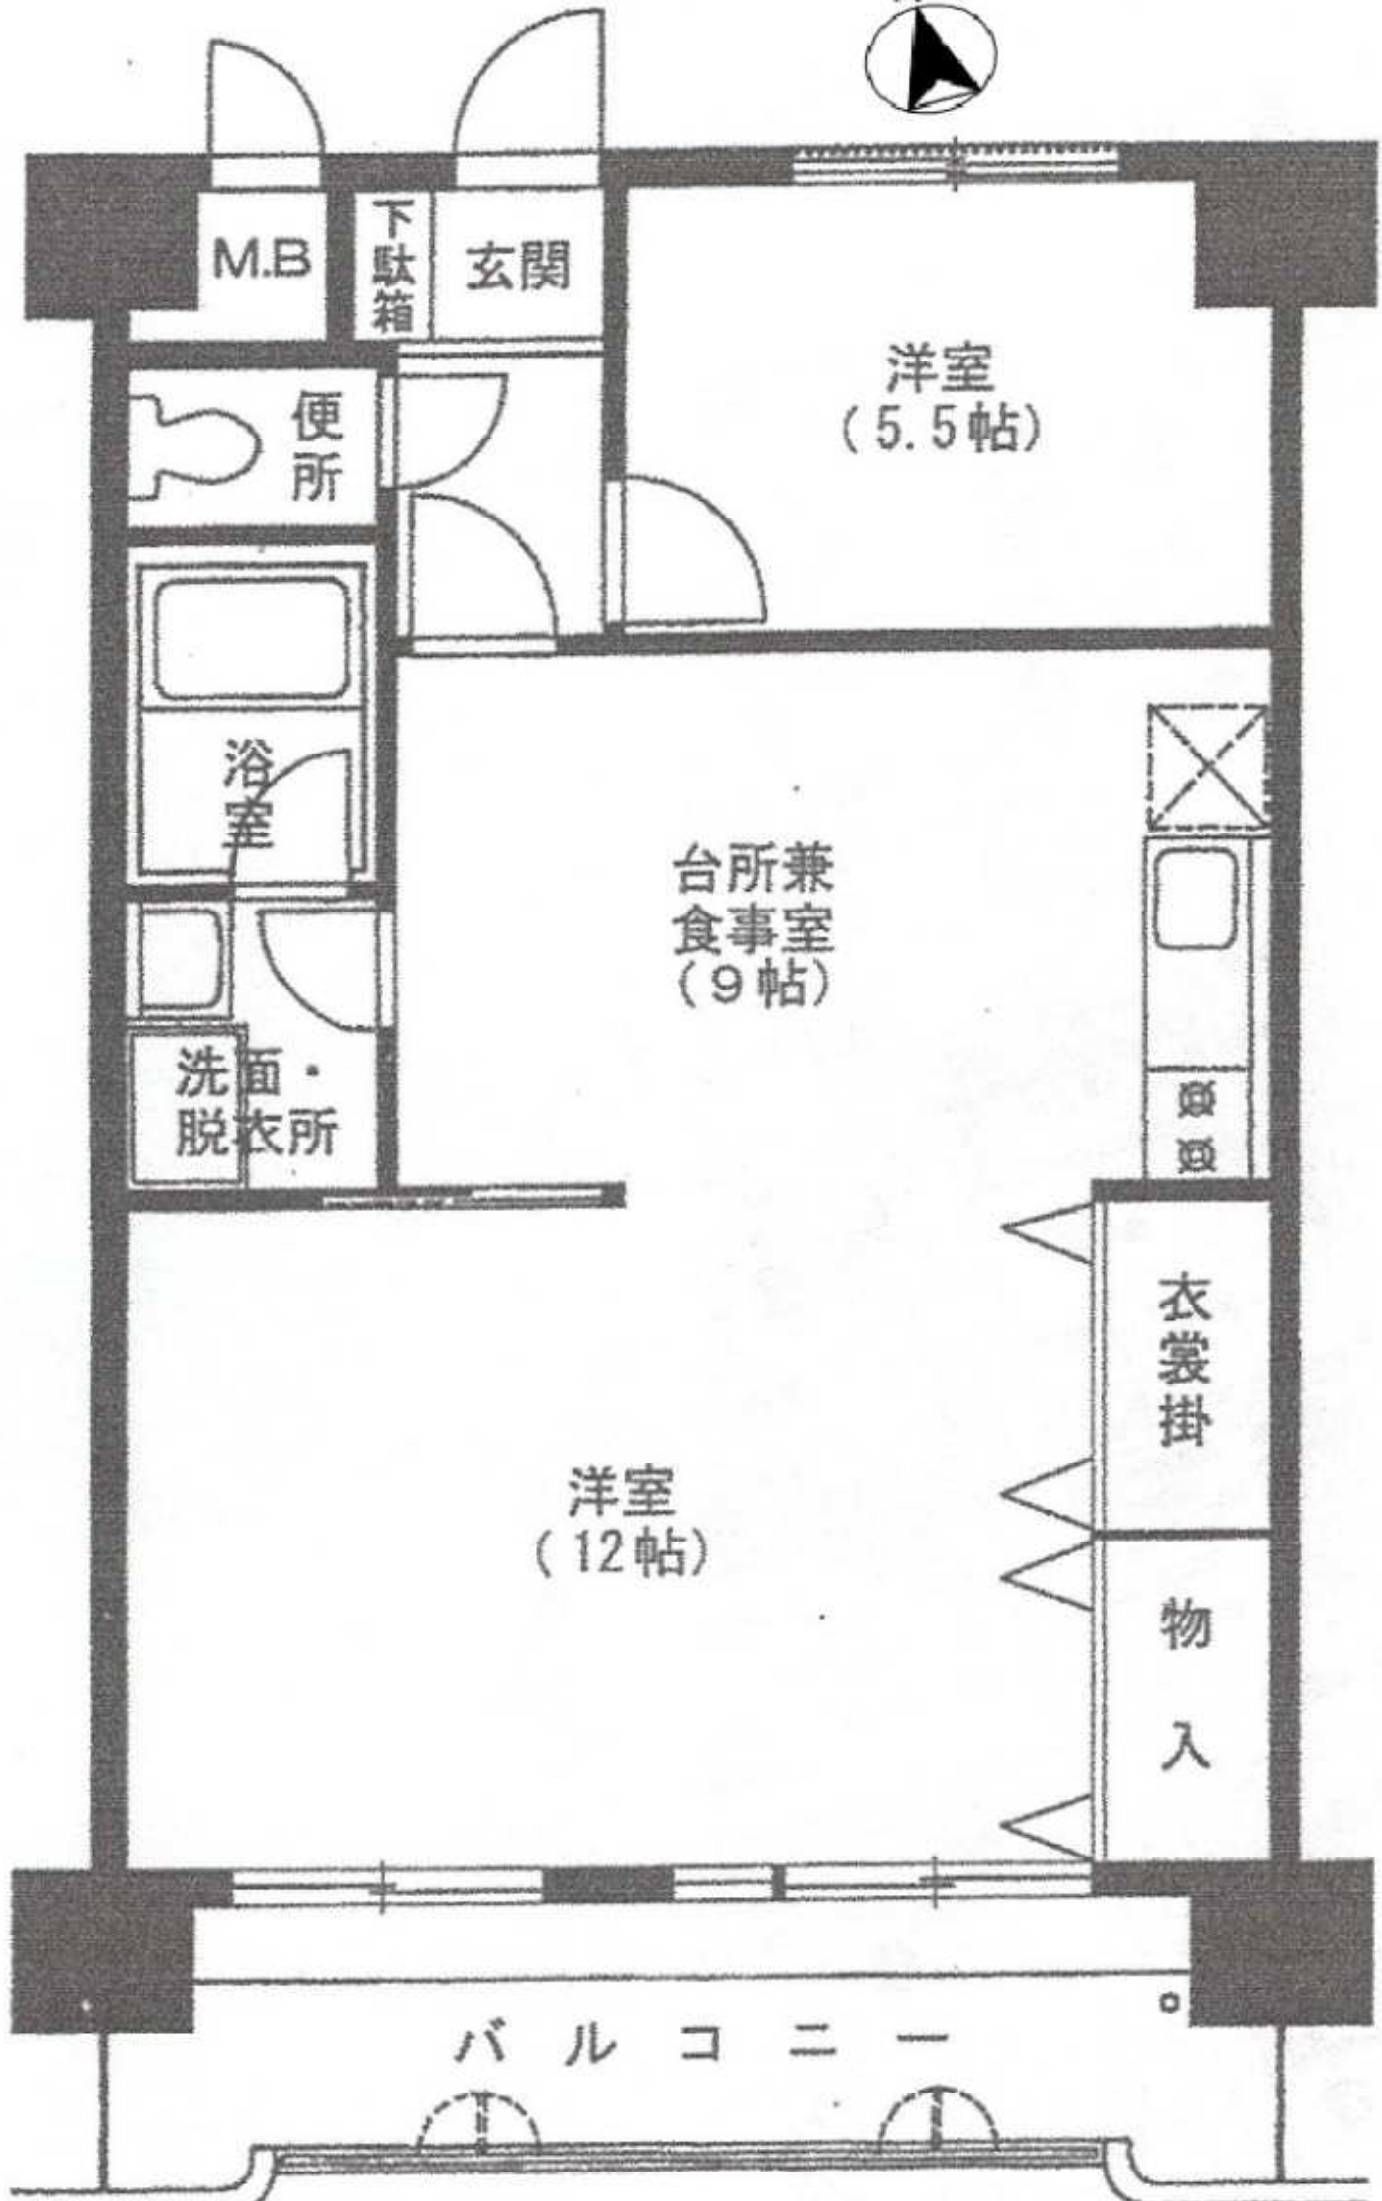 M.B
下駄箱
玄関
洋室
(5.5帖)
便所
浴室
台所兼
食事室
(9帖)
洗面・
脱衣所
衣裳掛
洋室
(12帖)
物入
バルコニー